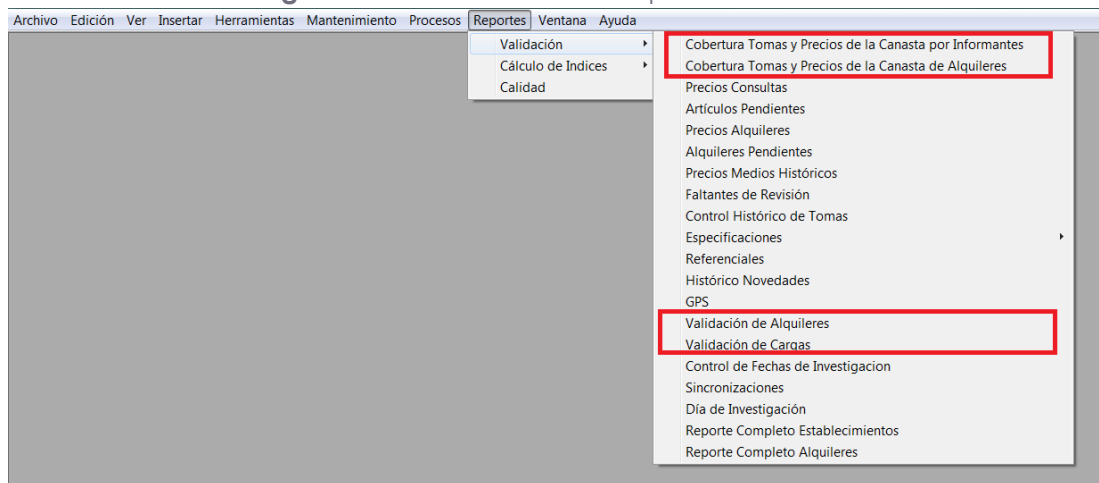 Archivo Edición Ver Insertar Herramientas Mantenimiento Procesos Reportes Ventana Ayuda
Validación
Cálculo de Indices
Calidad
Cobertura Tomas y Precios de la Canasta por Informantes
Cobertura Tomas y Precios de la Canasta de Alquileres
Precios Consultas
Artículos Pendientes
Precios Alquileres
Alquileres Pendientes
Precios Medios Históricos
Faltantes de Revisión
Control Histórico de Tomas
Especificaciones
Referenciales
Histórico Novedades
GPS
Validación de Alquileres
Validación de Cargas
Control de Fechas de Investigacion
Sincronizaciones
Día de Investigación
Reporte Completo Establecimientos
Reporte Completo Alquileres